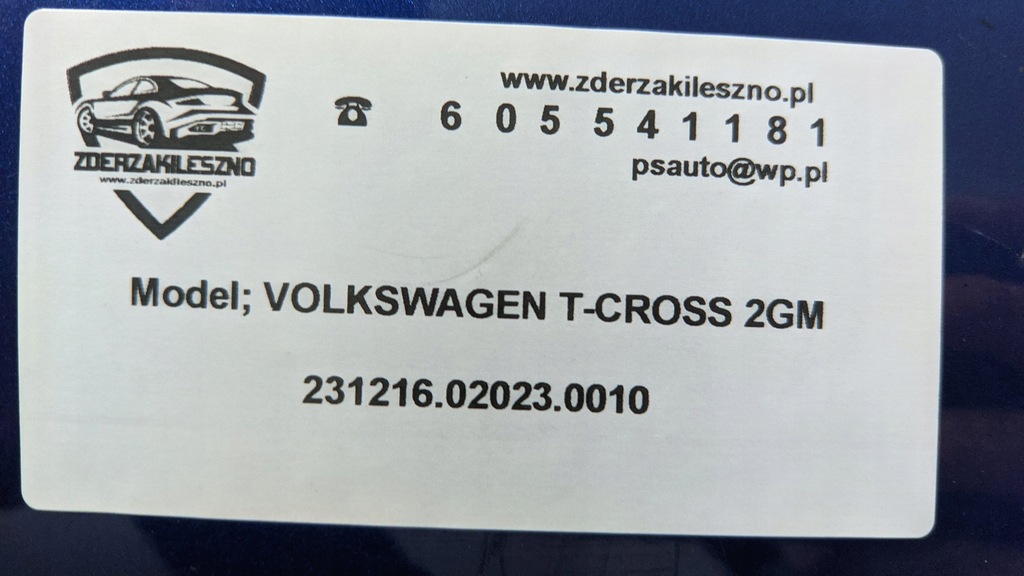 ZDERZAKILESZNO
www.zderzakileszno.pl
www.zderzakileszno.pl
☎ 6 0 5 5 4 1 1 8 1
psauto@wp.pl
Model; VOLKSWAGEN T-CROSS 2GM
231216.02023.0010